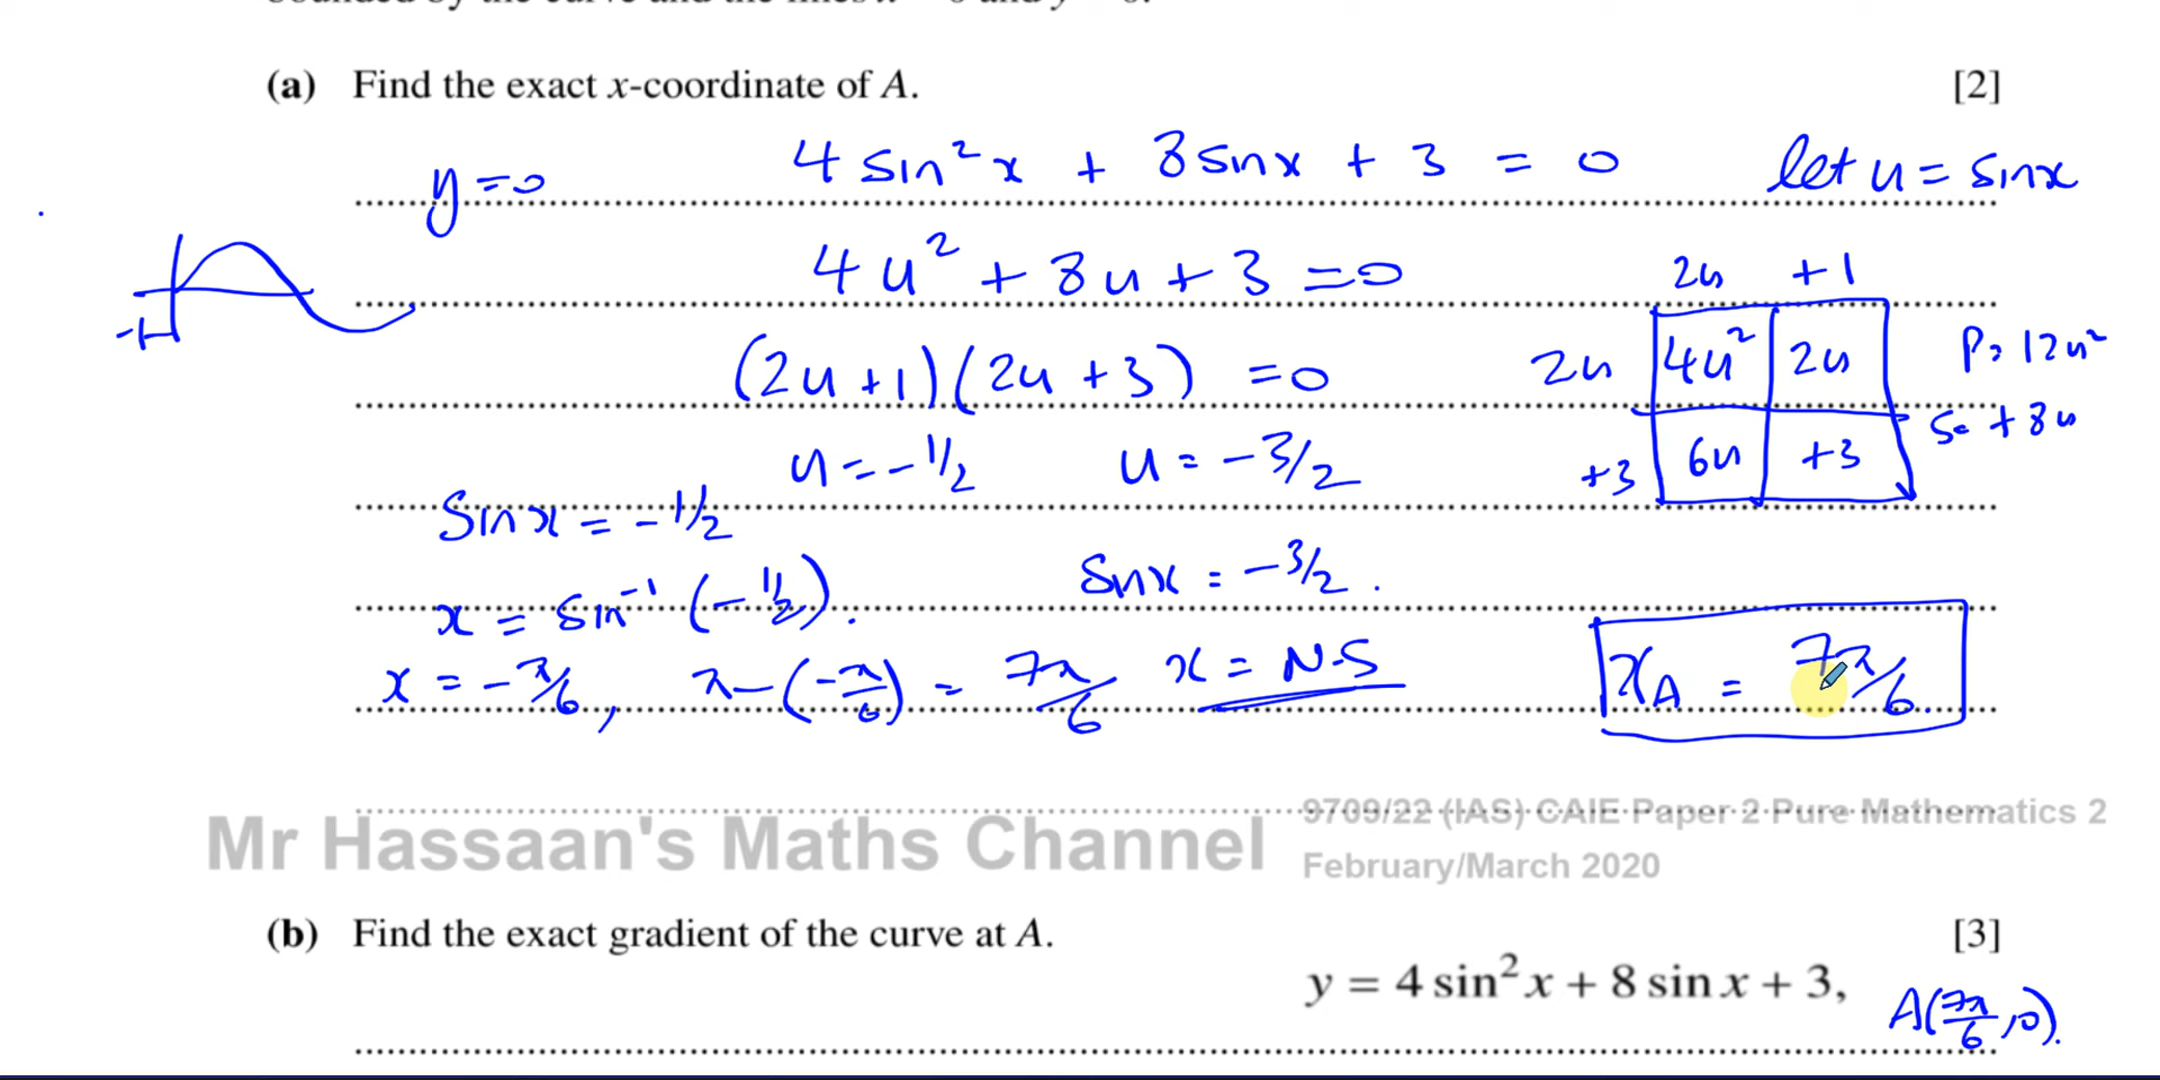 (a) Find the exact x-coordinate of A. [2]
y = 0 4 sin²x + 8 sin x + 3 = 0 let u = sin x
4u² + 8u + 3 = 0 2u +1
(2u+1)(2u+3) = 0 2u 4u² 2u P = 12u²
u = -1/2 u = -3/2 +3 6u +3 S = +8u
-1
Sin x = -1/2
x = sin⁻¹(-1/2). Sin x = -3/2.
x = -π/6, π-(-π/6) = 7π/6 x = N.S xA = 7π/6.
9709/22 (IAS) CAIE Paper 2 Pure Mathematics 2
Mr Hassaan's Maths Channel
February/March 2020
(b) Find the exact gradient of the curve at A. [3]
y = 4 sin²x + 8 sin x + 3,
A(7π/6, 0).